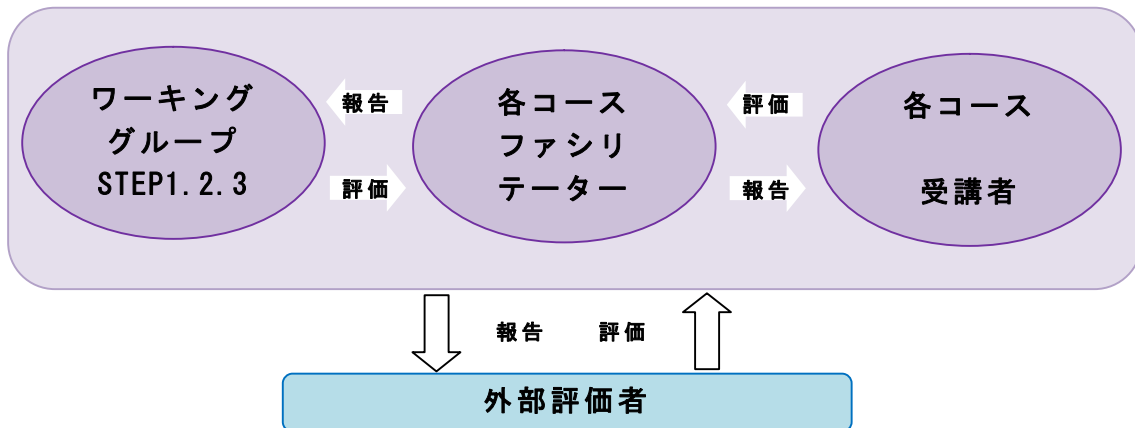 ワーキング
グループ
STEP1.2.3
報告
評価
各コース
ファシリ
テーター
評価
報告
各コース
受講者
報告 評価
外部評価者